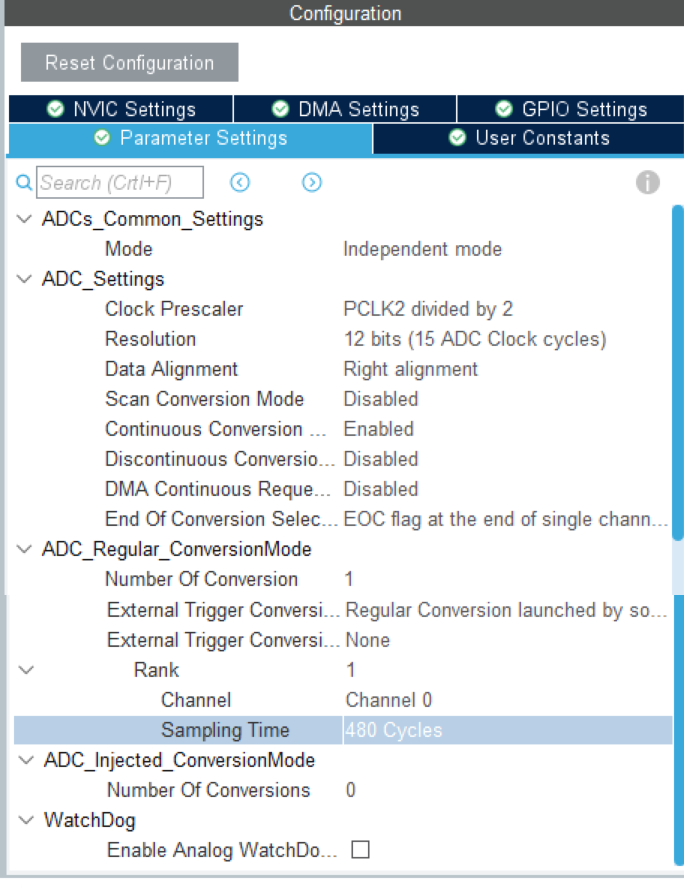 Configuration
Reset Configuration
NVIC Settings DMA Settings GPIO Settings
Parameter Settings User Constants
Search (Crtl+F)
ADCs_Common_Settings
Mode Independent mode
ADC_Settings
Clock Prescaler PCLK2 divided by 2
Resolution 12 bits (15 ADC Clock cycles)
Data Alignment Right alignment
Scan Conversion Mode Disabled
Continuous Conversion ... Enabled
Discontinuous Conversio... Disabled
DMA Continuous Reque... Disabled
End Of Conversion Selec... EOC flag at the end of single chann...
ADC_Regular_ConversionMode
Number Of Conversion 1
External Trigger Conversi... Regular Conversion launched by so...
External Trigger Conversi... None
Rank 1
Channel Channel 0
Sampling Time 480 Cycles
ADC_Injected_ConversionMode
Number Of Conversions 0
WatchDog
Enable Analog WatchDo...